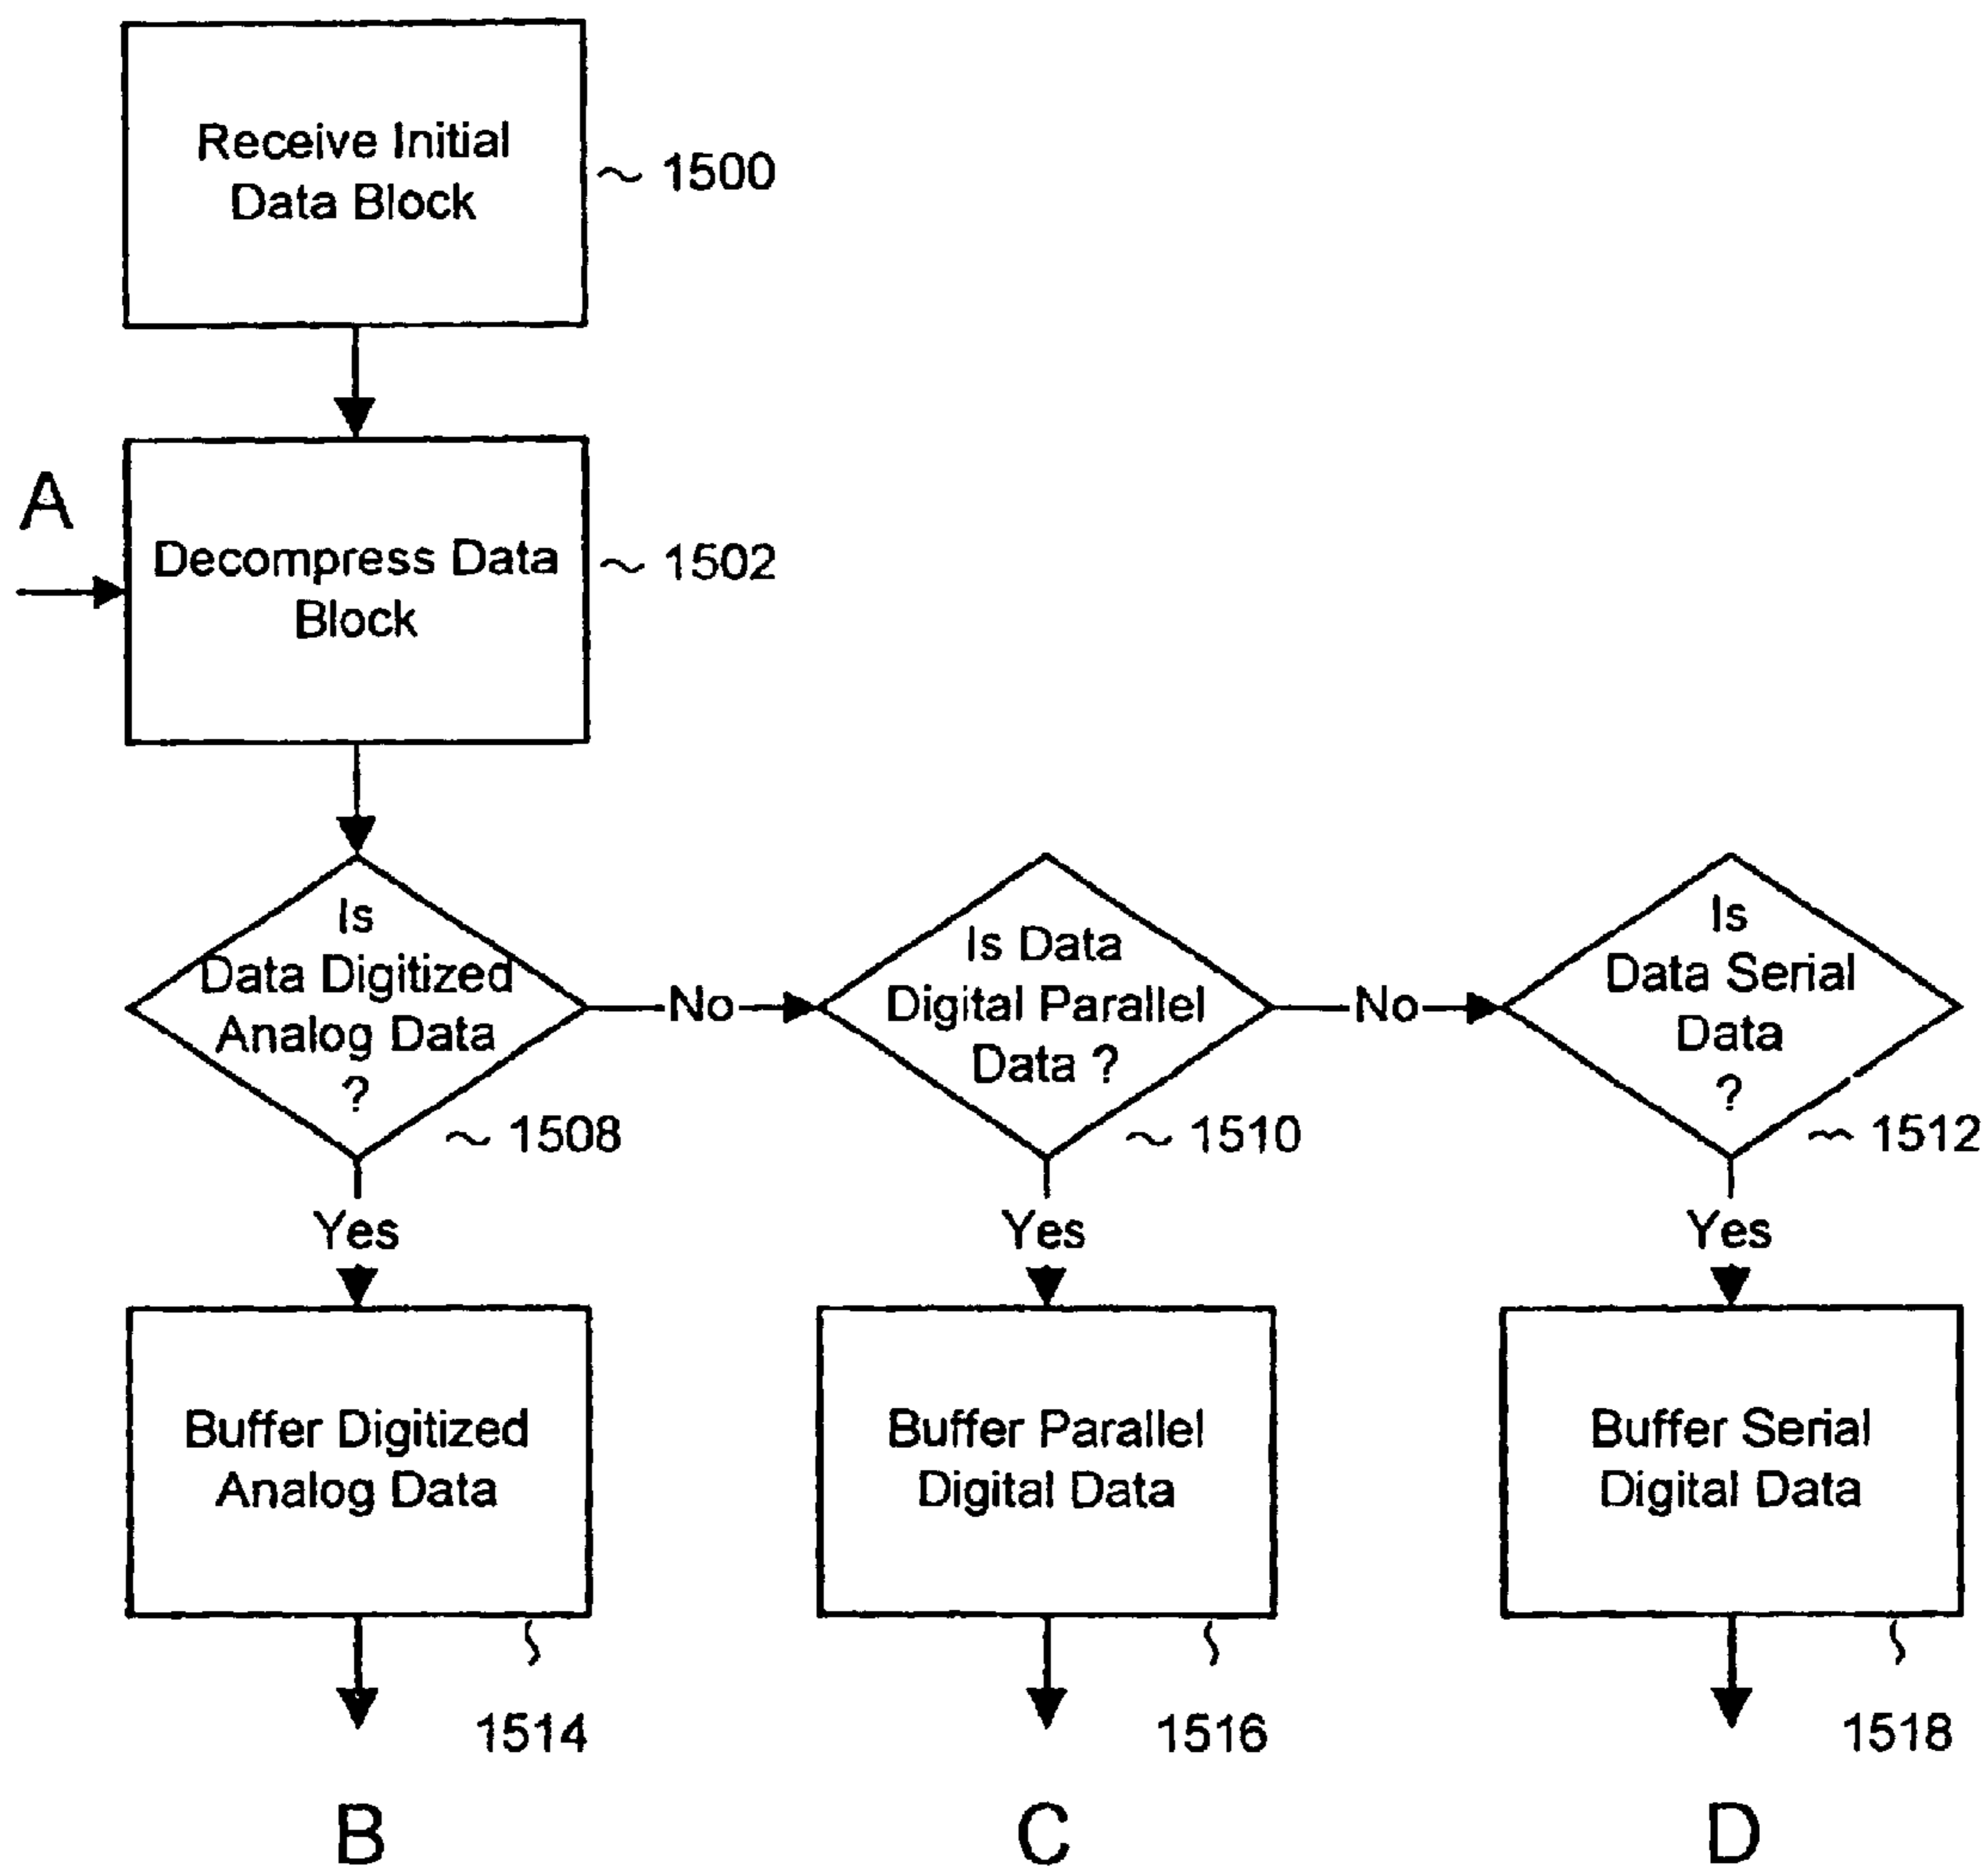 Receive Initial
Data Block
1500
A
Decompress Data
Block
1502
Is
Data Digitized
Analog Data
?
1508
No
Is Data
Digital Parallel
Data ?
1510
No
Is
Data Serial
Data
?
1512
Yes
Yes
Yes
Buffer Digitized
Analog Data
1514
Buffer Parallel
Digital Data
1516
Buffer Serial
Digital Data
1518
B
C
D